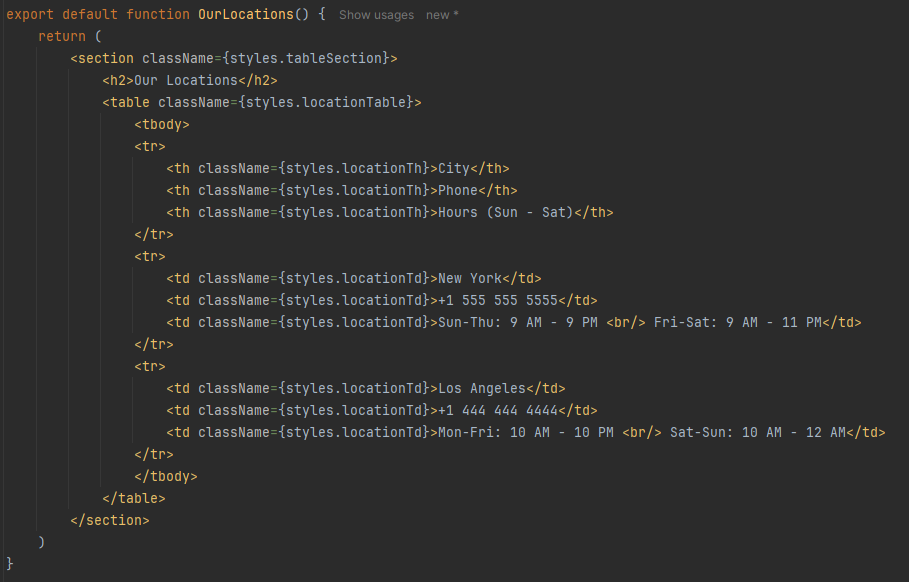 export default function OurLocations() { Show usages new *
    return (
        <section className={styles.tableSection}>
            <h2>Our Locations</h2>
            <table className={styles.locationTable}>
                <tbody>
                <tr>
                    <th className={styles.locationTh}>City</th>
                    <th className={styles.locationTh}>Phone</th>
                    <th className={styles.locationTh}>Hours (Sun - Sat)</th>
                </tr>
                <tr>
                    <td className={styles.locationTd}>New York</td>
                    <td className={styles.locationTd}>+1 555 555 5555</td>
                    <td className={styles.locationTd}>Sun-Thu: 9 AM - 9 PM <br/> Fri-Sat: 9 AM - 11 PM</td>
                </tr>
                <tr>
                    <td className={styles.locationTd}>Los Angeles</td>
                    <td className={styles.locationTd}>+1 444 444 4444</td>
                    <td className={styles.locationTd}>Mon-Fri: 10 AM - 10 PM <br/> Sat-Sun: 10 AM - 12 AM</td>
                </tr>
                </tbody>
            </table>
        </section>
    )
}